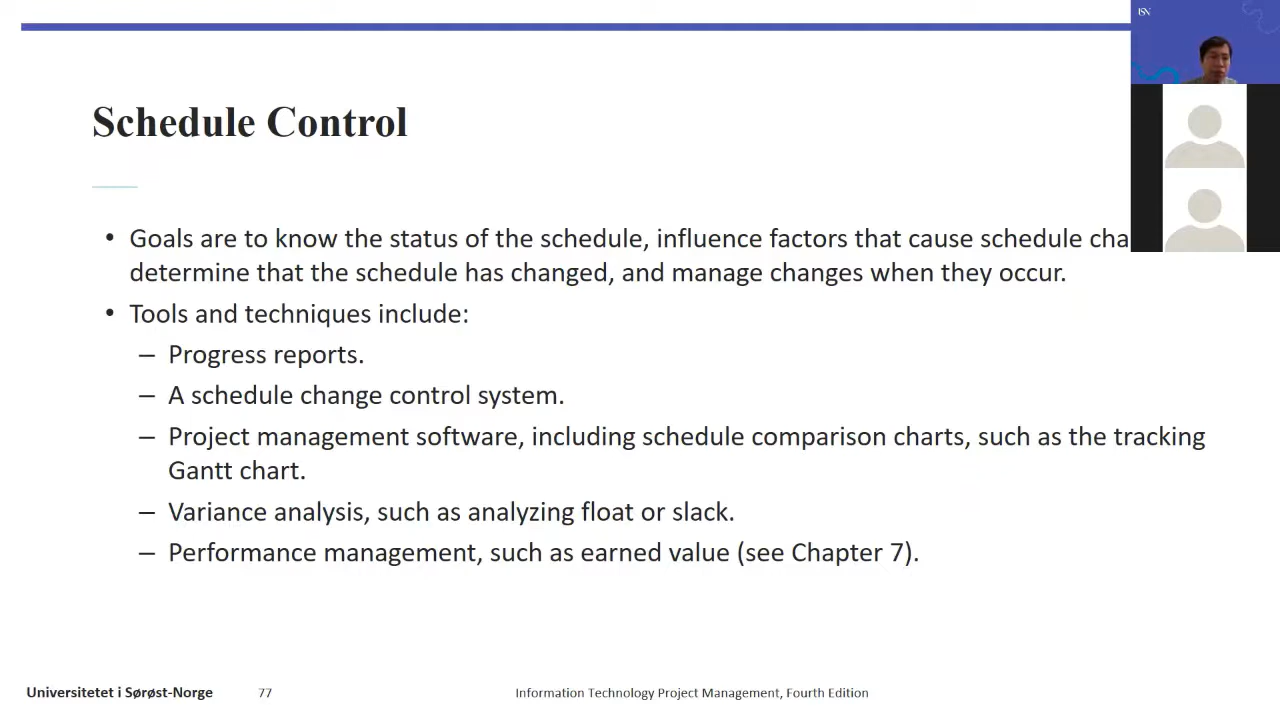 Schedule Control
• Goals are to know the status of the schedule, influence factors that cause schedule cha
determine that the schedule has changed, and manage changes when they occur.
• Tools and techniques include:
– Progress reports.
– A schedule change control system.
– Project management software, including schedule comparison charts, such as the tracking
Gantt chart.
– Variance analysis, such as analyzing float or slack.
– Performance management, such as earned value (see Chapter 7).
Universitetet i Sørøst-Norge 77 Information Technology Project Management, Fourth Edition